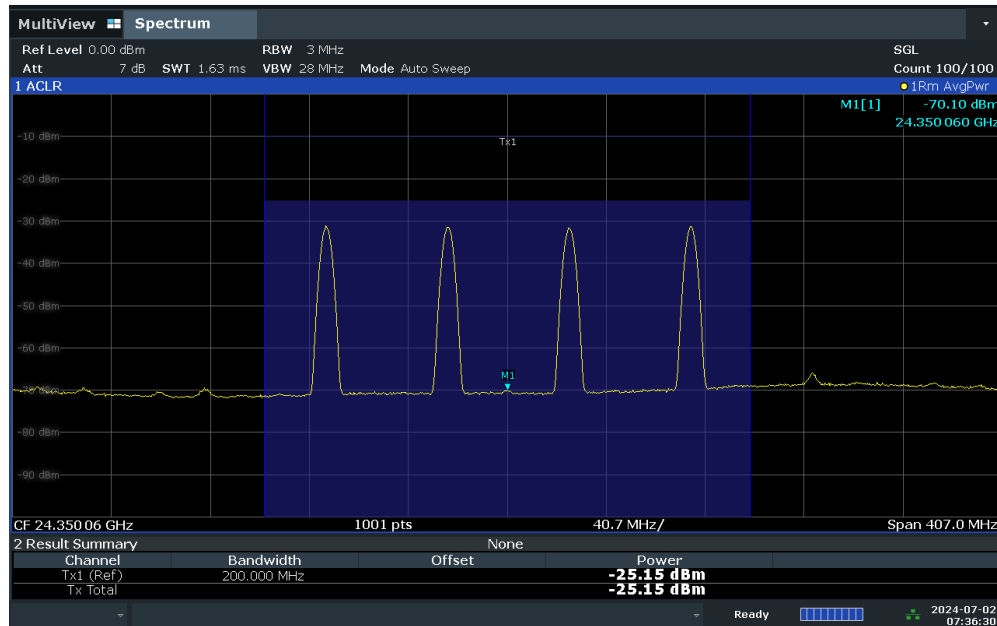 MultiView Spectrum
Ref Level 0.00 dBm RBW 3 MHz SGL
Att 7 dB SWT 1.63 ms VBW 28 MHz Mode Auto Sweep Count 100/100
1 ACLR 1Rm AvgPwr
M1[1] -70.10 dBm
24.350 060 GHz
-10 dBm
Tx1
-20 dBm
-30 dBm
-40 dBm
-50 dBm
-60 dBm
M1
-70 dBm
-80 dBm
-90 dBm
CF 24.350 06 GHz 1001 pts 40.7 MHz/ Span 407.0 MHz
2 Result Summary None
Channel Bandwidth Offset Power
Tx1 (Ref) 200.000 MHz -25.15 dBm
Tx Total -25.15 dBm
Ready 2024-07-02
07:36:30